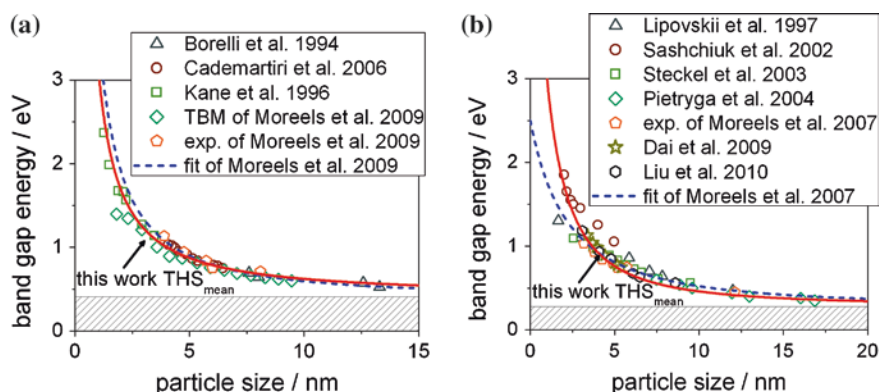 (a)
Borelli et al. 1994
Cademartiri et al. 2006
Kane et al. 1996
TBM of Moreels et al. 2009
exp. of Moreels et al. 2009
fit of Moreels et al. 2009
band gap energy / eV
3
2
1
0
this work THSmean
0
5
10
15
particle size / nm
(b)
Lipovskii et al. 1997
Sashchiuk et al. 2002
Steckel et al. 2003
Pietryga et al. 2004
exp. of Moreels et al. 2007
Dai et al. 2009
Liu et al. 2010
fit of Moreels et al. 2007
band gap energy / eV
3
2
1
0
this work THSmean
0
5
10
15
20
particle size / nm